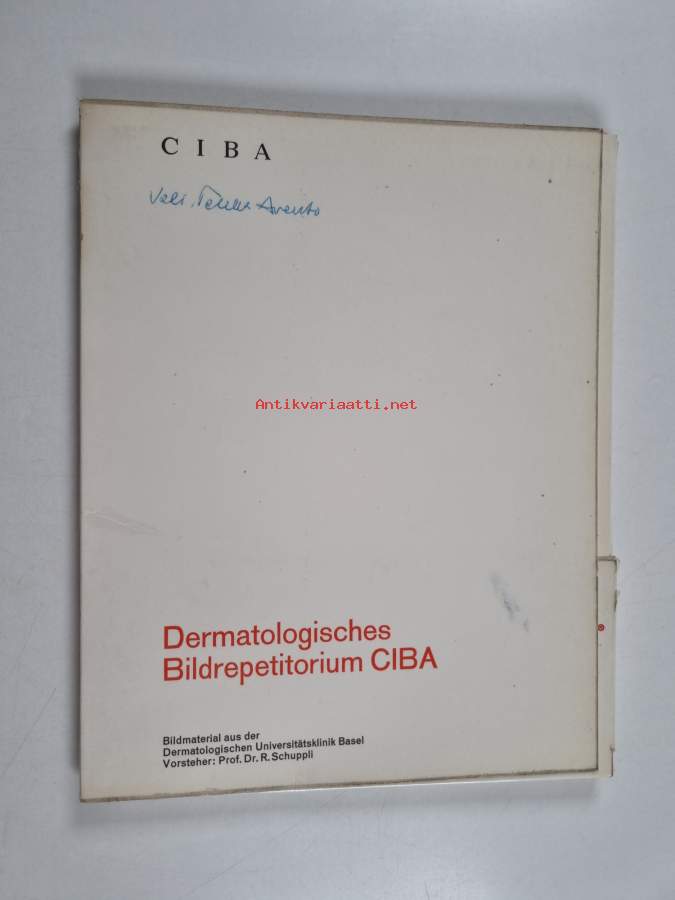 CIBA
Antikvariaatti.net
Dermatologisches
Bildrepetitorium CIBA
Bildmaterial aus der
Dermatologischen Universitätsklinik Basel
Vorsteher: Prof. Dr. R. Schuppli